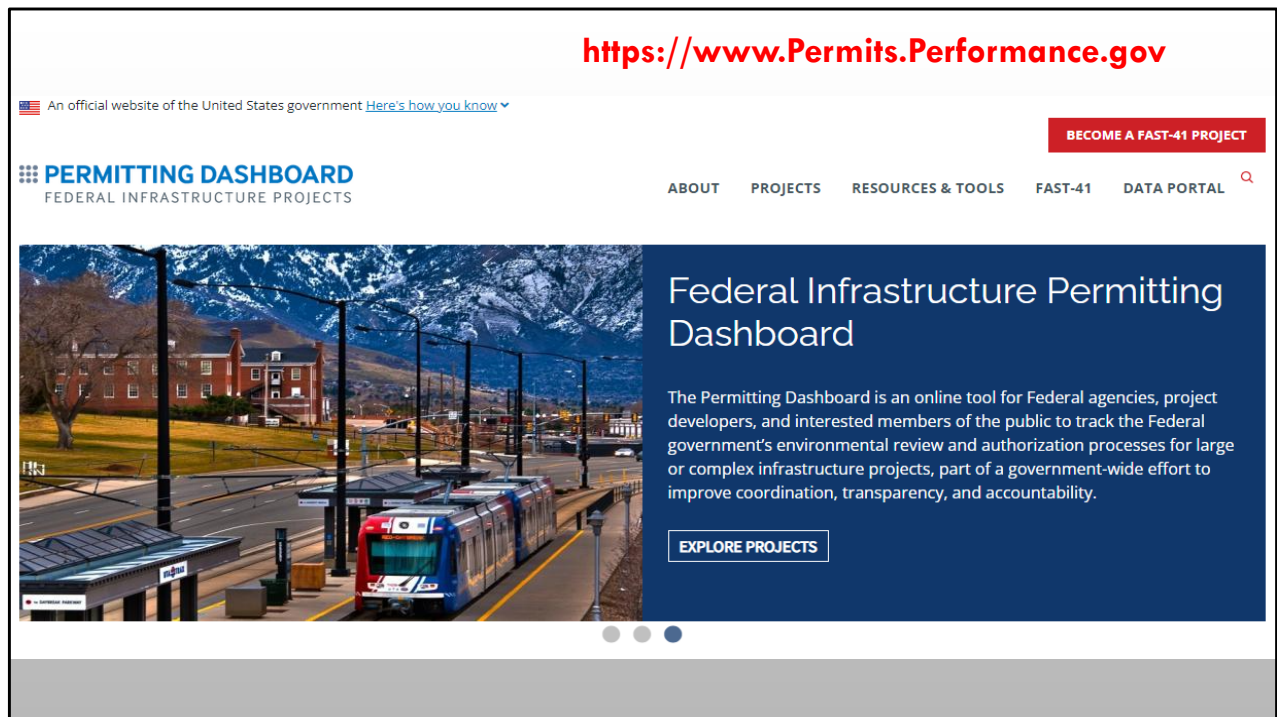 https://www.Permits.Performance.gov
An official website of the United States government Here's how you know
BECOME A FAST-41 PROJECT
PERMITTING DASHBOARD
FEDERAL INFRASTRUCTURE PROJECTS
ABOUT PROJECTS RESOURCES & TOOLS FAST-41 DATA PORTAL
Federal Infrastructure Permitting
Dashboard
The Permitting Dashboard is an online tool for Federal agencies, project
developers, and interested members of the public to track the Federal
government's environmental review and authorization processes for large
or complex infrastructure projects, part of a government-wide effort to
improve coordination, transparency, and accountability.
EXPLORE PROJECTS